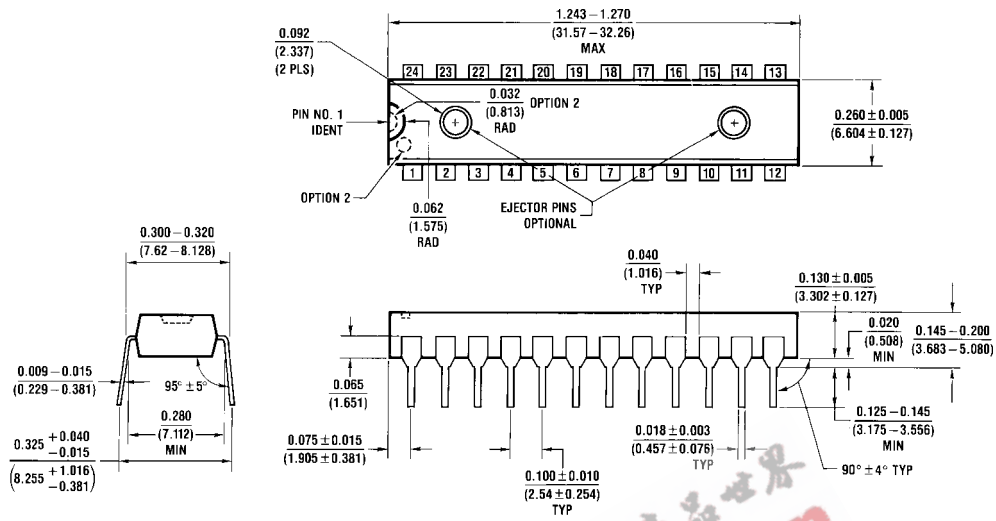 1.243–1.270
(31.57–32.26)
MAX
0.092
(2.337)
(2 PLS)
24 23 22 21 20 19 18 17 16 15 14 13
0.032
(0.813)
RAD
OPTION 2
PIN NO. 1
IDENT
0.260 ± 0.005
(6.604 ± 0.127)
1 2 3 4 5 6 7 8 9 10 11 12
OPTION 2
0.062
(1.575)
RAD
EJECTOR PINS
OPTIONAL
0.300–0.320
(7.62–8.128)
0.009–0.015
(0.229–0.381)
95° ± 5°
0.280
(7.112)
MIN
0.325 +0.040 -0.015
(8.255 +1.016 -0.381)
0.040
(1.016)
TYP
0.130 ± 0.005
(3.302 ± 0.127)
0.020
(0.508)
MIN
0.145–0.200
(3.683–5.080)
0.065
(1.651)
0.075 ± 0.015
(1.905 ± 0.381)
0.100 ± 0.010
(2.54 ± 0.254)
TYP
0.018 ± 0.003
(0.457 ± 0.076)
TYP
0.125–0.145
(3.175–3.556)
MIN
90° ± 4° TYP
世界